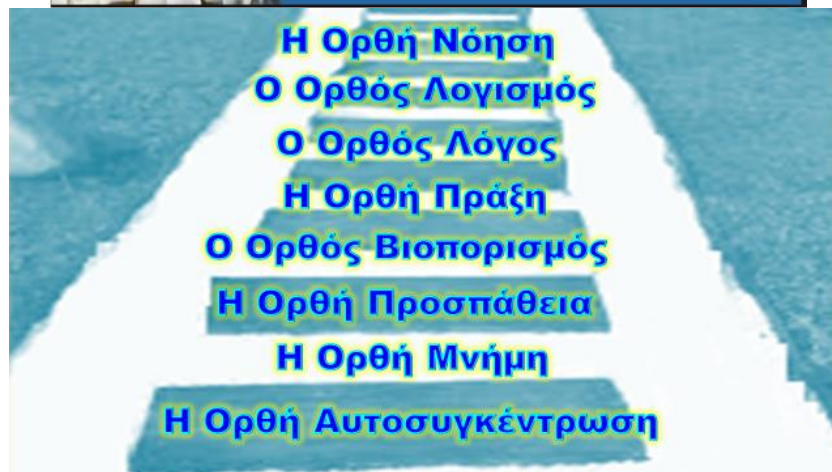 Η Ορθή Νόηση
Ο Ορθός Λογισμός
Ο Ορθός Λόγος
Η Ορθή Πράξη
Ο Ορθός Βιοπορισμός
Η Ορθή Προσπάθεια
Η Ορθή Μνήμη
Η Ορθή Αυτοσυγκέντρωση